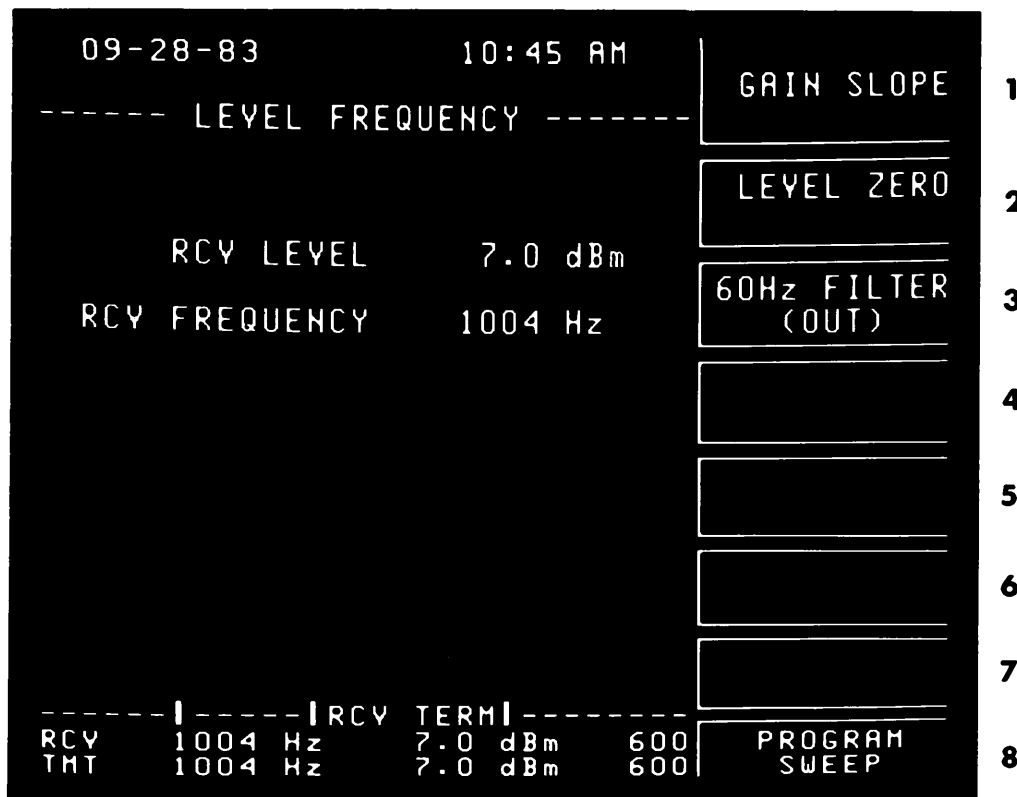 09-28-83 10:45 AM
------ LEVEL FREQUENCY -------
RCV LEVEL 7.0 dBm
RCV FREQUENCY 1004 Hz
------|-----|RCV TERM|--------
RCV 1004 Hz 7.0 dBm 600
TMT 1004 Hz 7.0 dBm 600
GAIN SLOPE 1
LEVEL ZERO 2
60Hz FILTER
(OUT) 3
4
5
6
7
PROGRAM
SWEEP 8